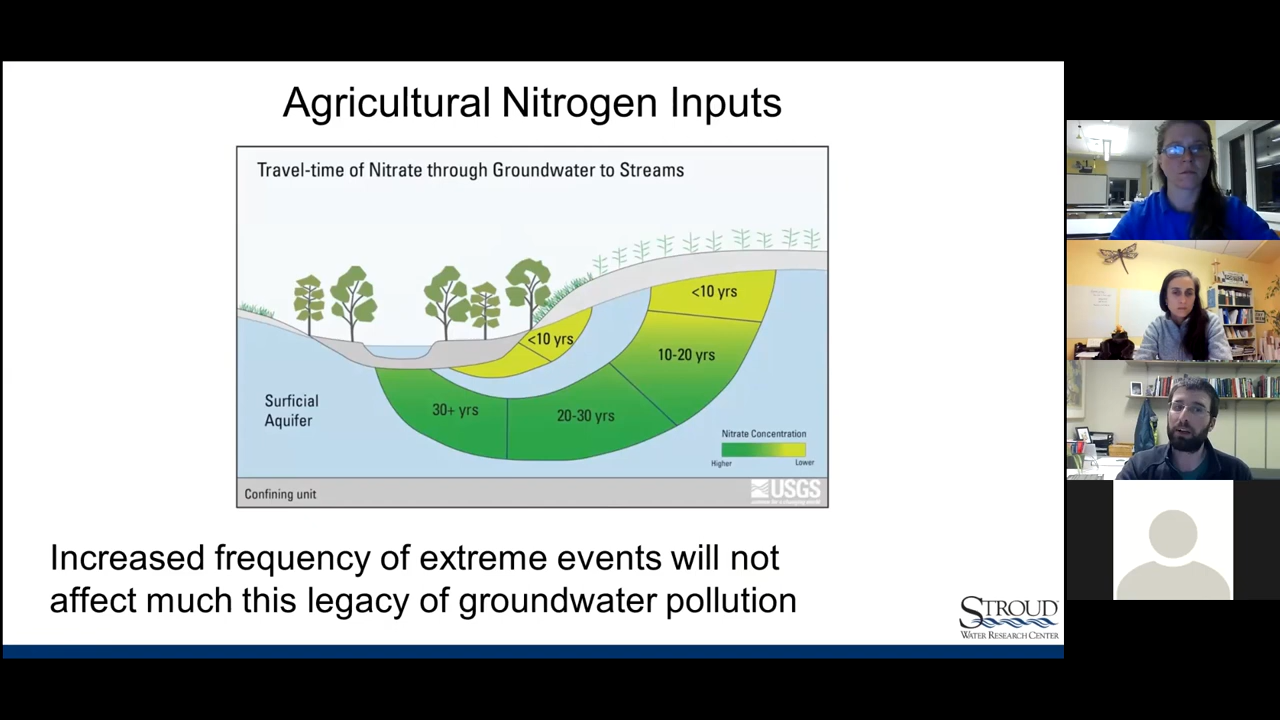 Agricultural Nitrogen Inputs
Travel-time of Nitrate through Groundwater to Streams
<10 yrs
<10 yrs
10-20 yrs
30+ yrs
20-30 yrs
Surficial
Aquifer
Nitrate Concentration
Higher
Lower
Confining unit
USGS
Increased frequency of extreme events will not
affect much this legacy of groundwater pollution
STROUD
WATER RESEARCH CENTER